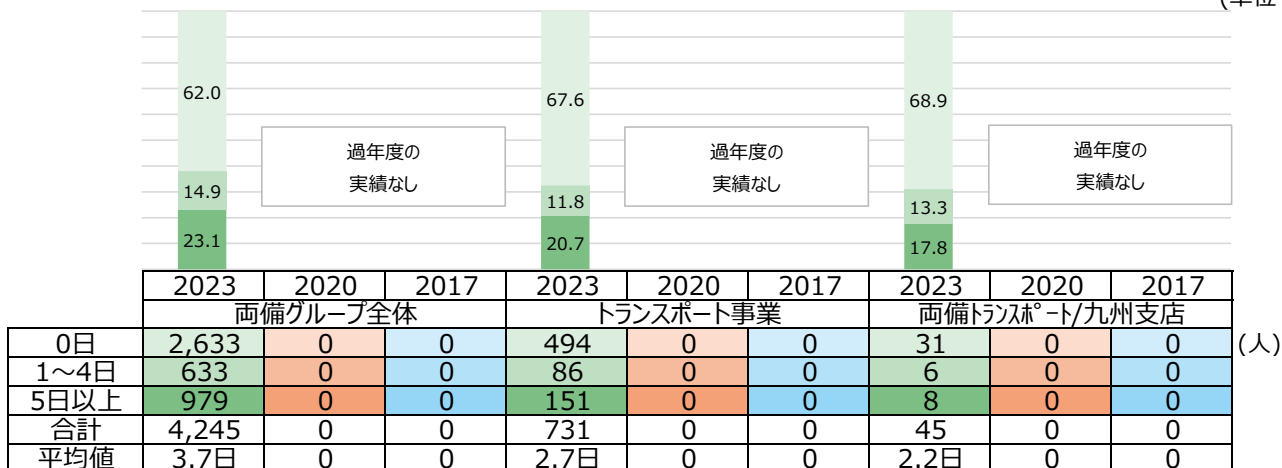 (単位
62.0 67.6 68.9
過年度の 過年度の 過年度の
実績なし 実績なし 実績なし
14.9 11.8 13.3
23.1 20.7 17.8
2023 2020 2017 2023 2020 2017 2023 2020 2017
両備グループ全体 トランスポート事業 両備トランスポート/九州支店
0日 2,633 0 0 494 0 0 31 0 0 (人)
1～4日 633 0 0 86 0 0 6 0 0
5日以上 979 0 0 151 0 0 8 0 0
合計 4,245 0 0 731 0 0 45 0 0
平均値 3.7日 0 0 2.7日 0 0 2.2日 0 0